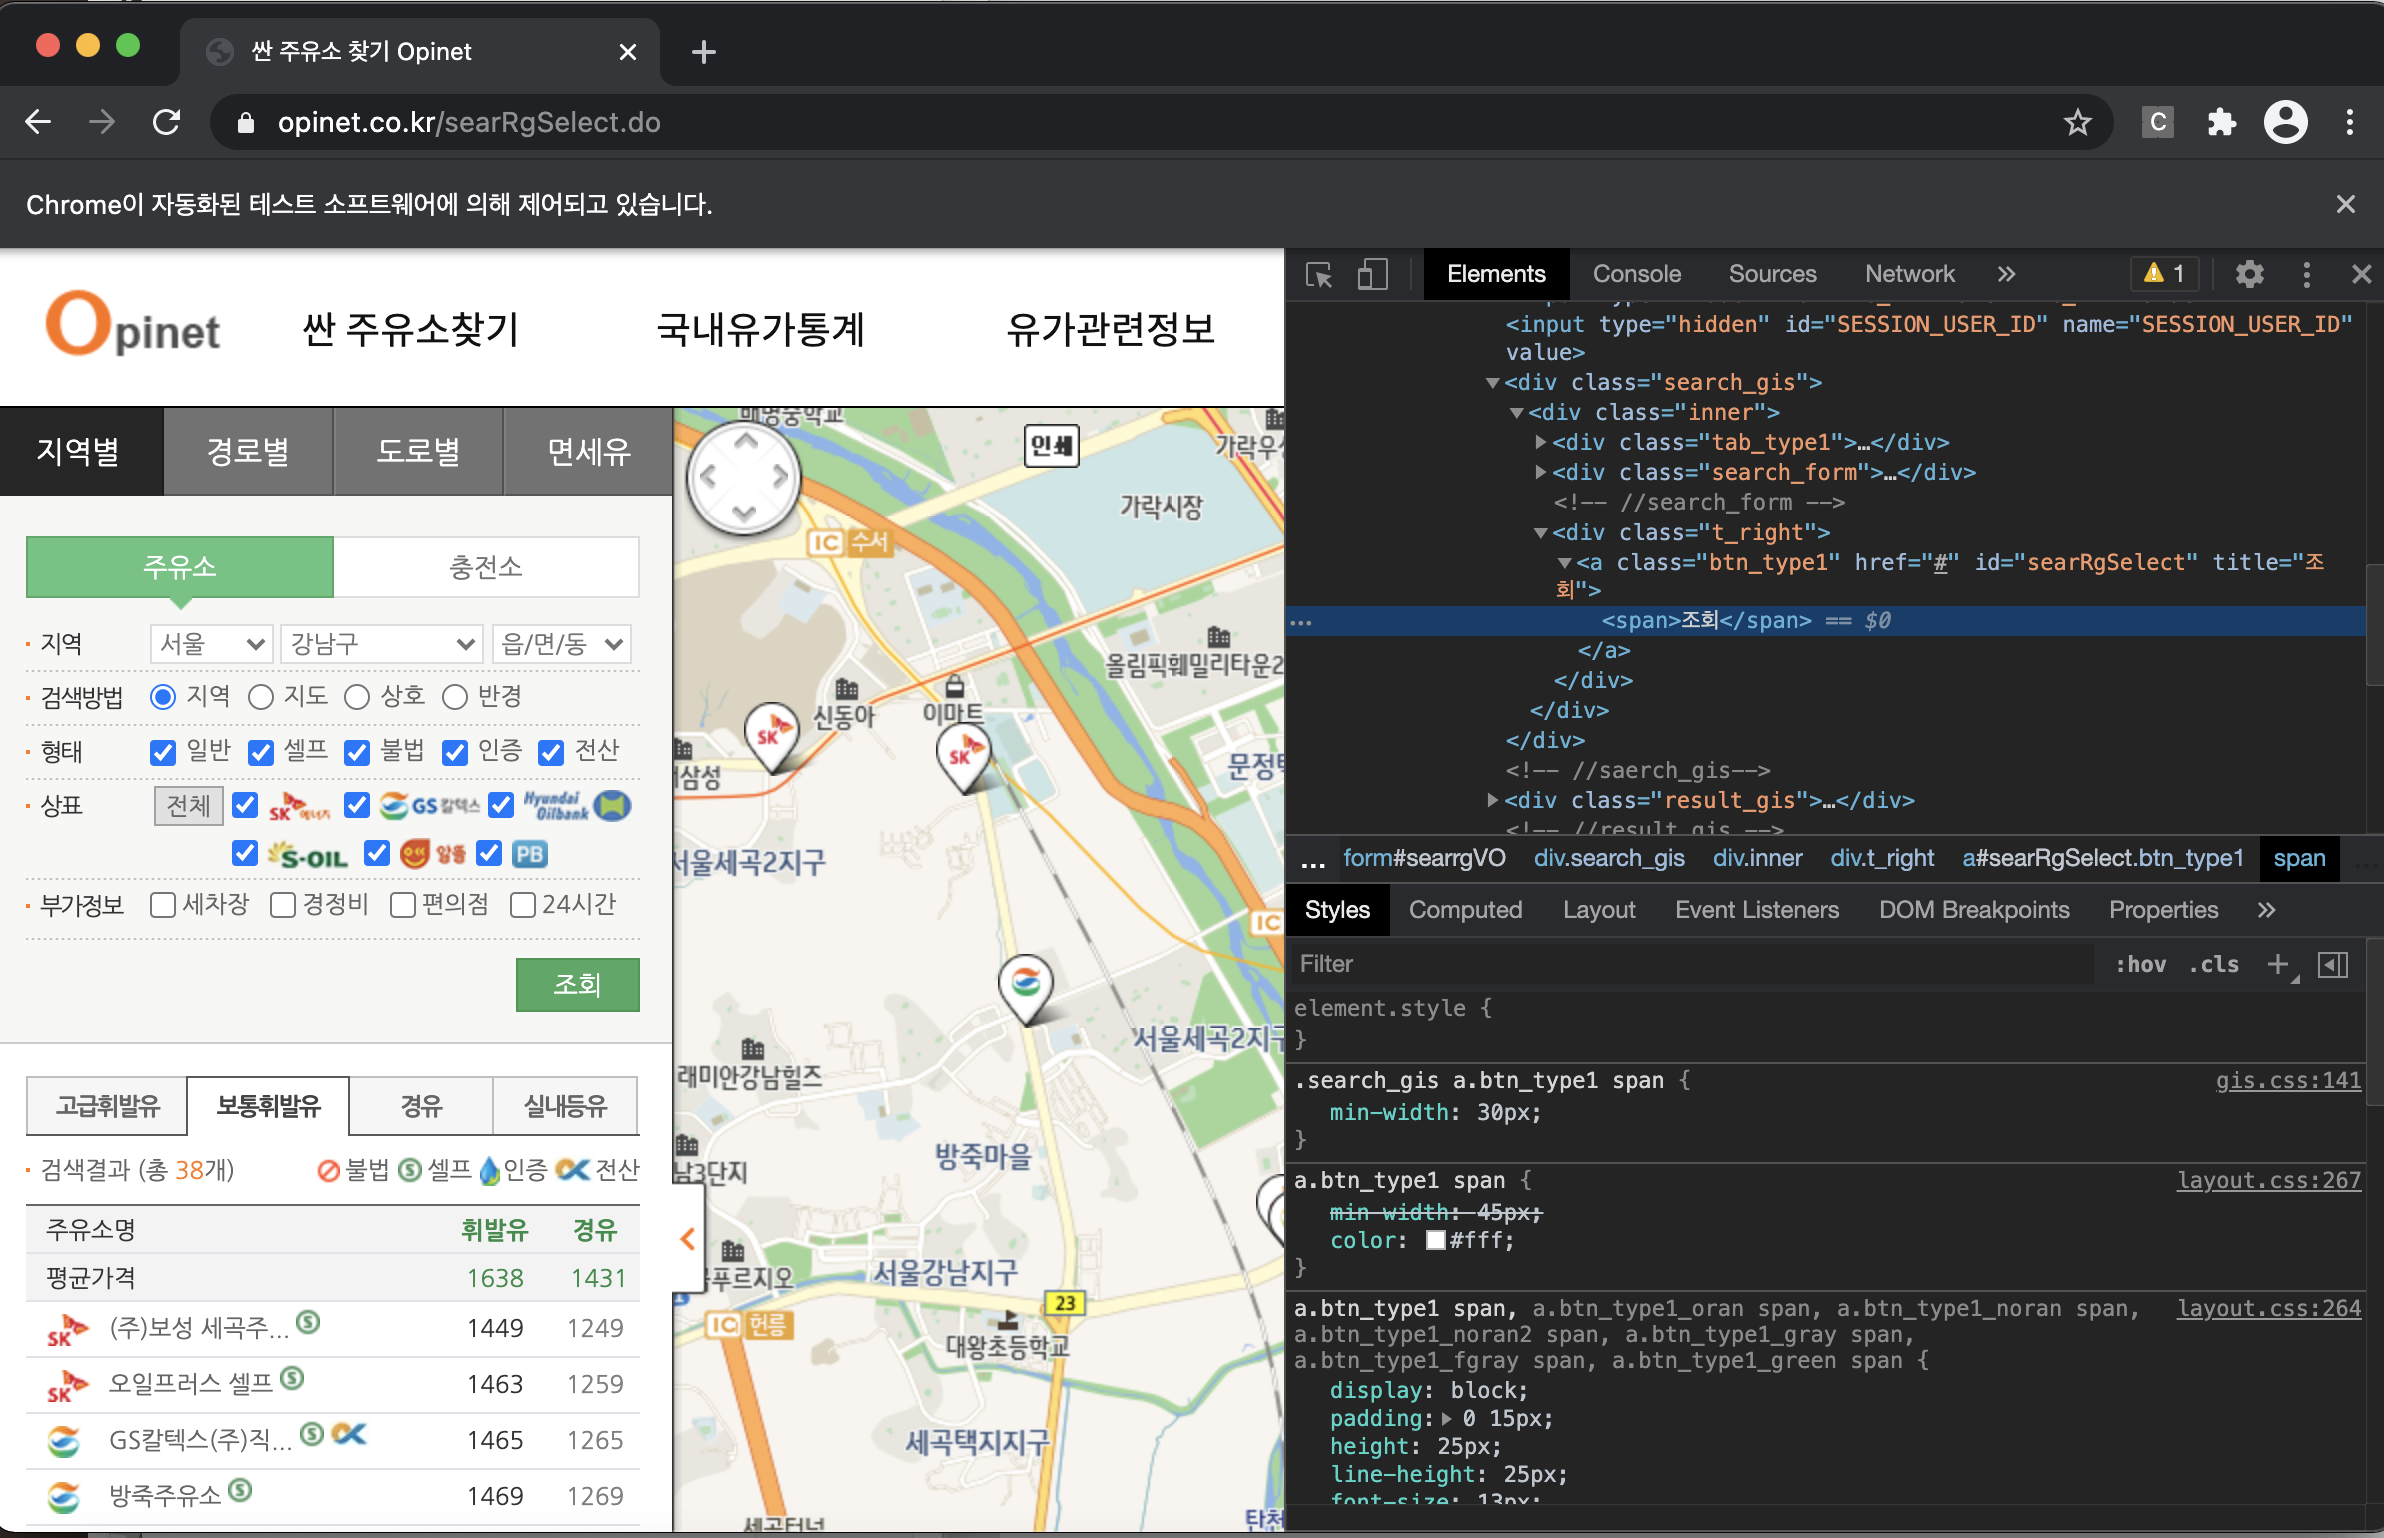 싼 주유소 찾기 Opinet
opinet.co.kr/searRgSelect.do
C
Chrome이 자동화된 테스트 소프트웨어에 의해 제어되고 있습니다.
Opinet
싼 주유소찾기
국내유가통계
유가관련정보
지역별
경로별
도로별
면세유
주유소
충전소
지역
서울
강남구
읍/면/동
검색방법
지역
지도
상호
반경
형태
일반
셀프
불법
인증
전산
상표
전체
SK에너지
GS칼텍스
Hyundai Oilbank
S-OIL
알뜰
PB
부가정보
세차장
경정비
편의점
24시간
조회
고급휘발유
보통휘발유
경유
실내등유
검색결과 (총 38개)
불법
셀프
인증
전산
주유소명 휘발유 경유
평균가격 1638 1431
SK (주)보성 세곡주... S 1449 1249
SK 오일프러스 셀프 S 1463 1259
GS칼텍스(주)직... S 1465 1265
방죽주유소 S 1469 1269
인쇄
가락시장
IC 수서
올림픽훼밀리타운2
신동아
이마트
SK
SK
삼성
문정
서울세곡2지구
IC
서울세곡2지구
래미안강남힐즈
방죽마을
남3단지
푸르지오
서울강남지구
23
IC 헌릉
대왕초등학교
세곡택지지구
세곡터널
탄천
Elements
Console
Sources
Network
1
<input type="hidden" id="SESSION_USER_ID" name="SESSION_USER_ID"
value>
<div class="search_gis">
<div class="inner">
<div class="tab_type1">…</div>
<div class="search_form">…</div>
<!-- //search_form -->
<div class="t_right">
<a class="btn_type1" href="#" id="searRgSelect" title="조
회">
<span>조회</span> == $0
</a>
</div>
</div>
</div>
<!-- //saerch_gis-->
<div class="result_gis">…</div>
<!-- //result_gis -->
... form#searrgVO div.search_gis div.inner div.t_right a#searRgSelect.btn_type1 span
Styles
Computed
Layout
Event Listeners
DOM Breakpoints
Properties
Filter
:hov .cls
element.style {
}
.search_gis a.btn_type1 span { gis.css:141
min-width: 30px;
}
a.btn_type1 span { layout.css:267
min-width: 45px;
color: #fff;
}
a.btn_type1 span, a.btn_type1_oran span, a.btn_type1_noran span, layout.css:264
a.btn_type1_noran2 span, a.btn_type1_gray span,
a.btn_type1_fgray span, a.btn_type1_green span {
display: block;
padding: 0 15px;
height: 25px;
line-height: 25px;
font-size: 13px;